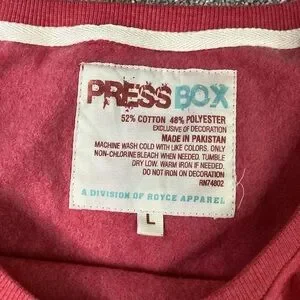 PRESS BOX
52% COTTON 48% POLYESTER
EXCLUSIVE OF DECORATION
MADE IN PAKISTAN
MACHINE WASH COLD WITH LIKE COLORS. ONLY
NON-CHLORINE BLEACH WHEN NEEDED. TUMBLE
DRY LOW. WARM IRON IF NEEDED.
DO NOT IRON ON DECORATION
RN74802
A DIVISION OF ROYCE APPAREL
L